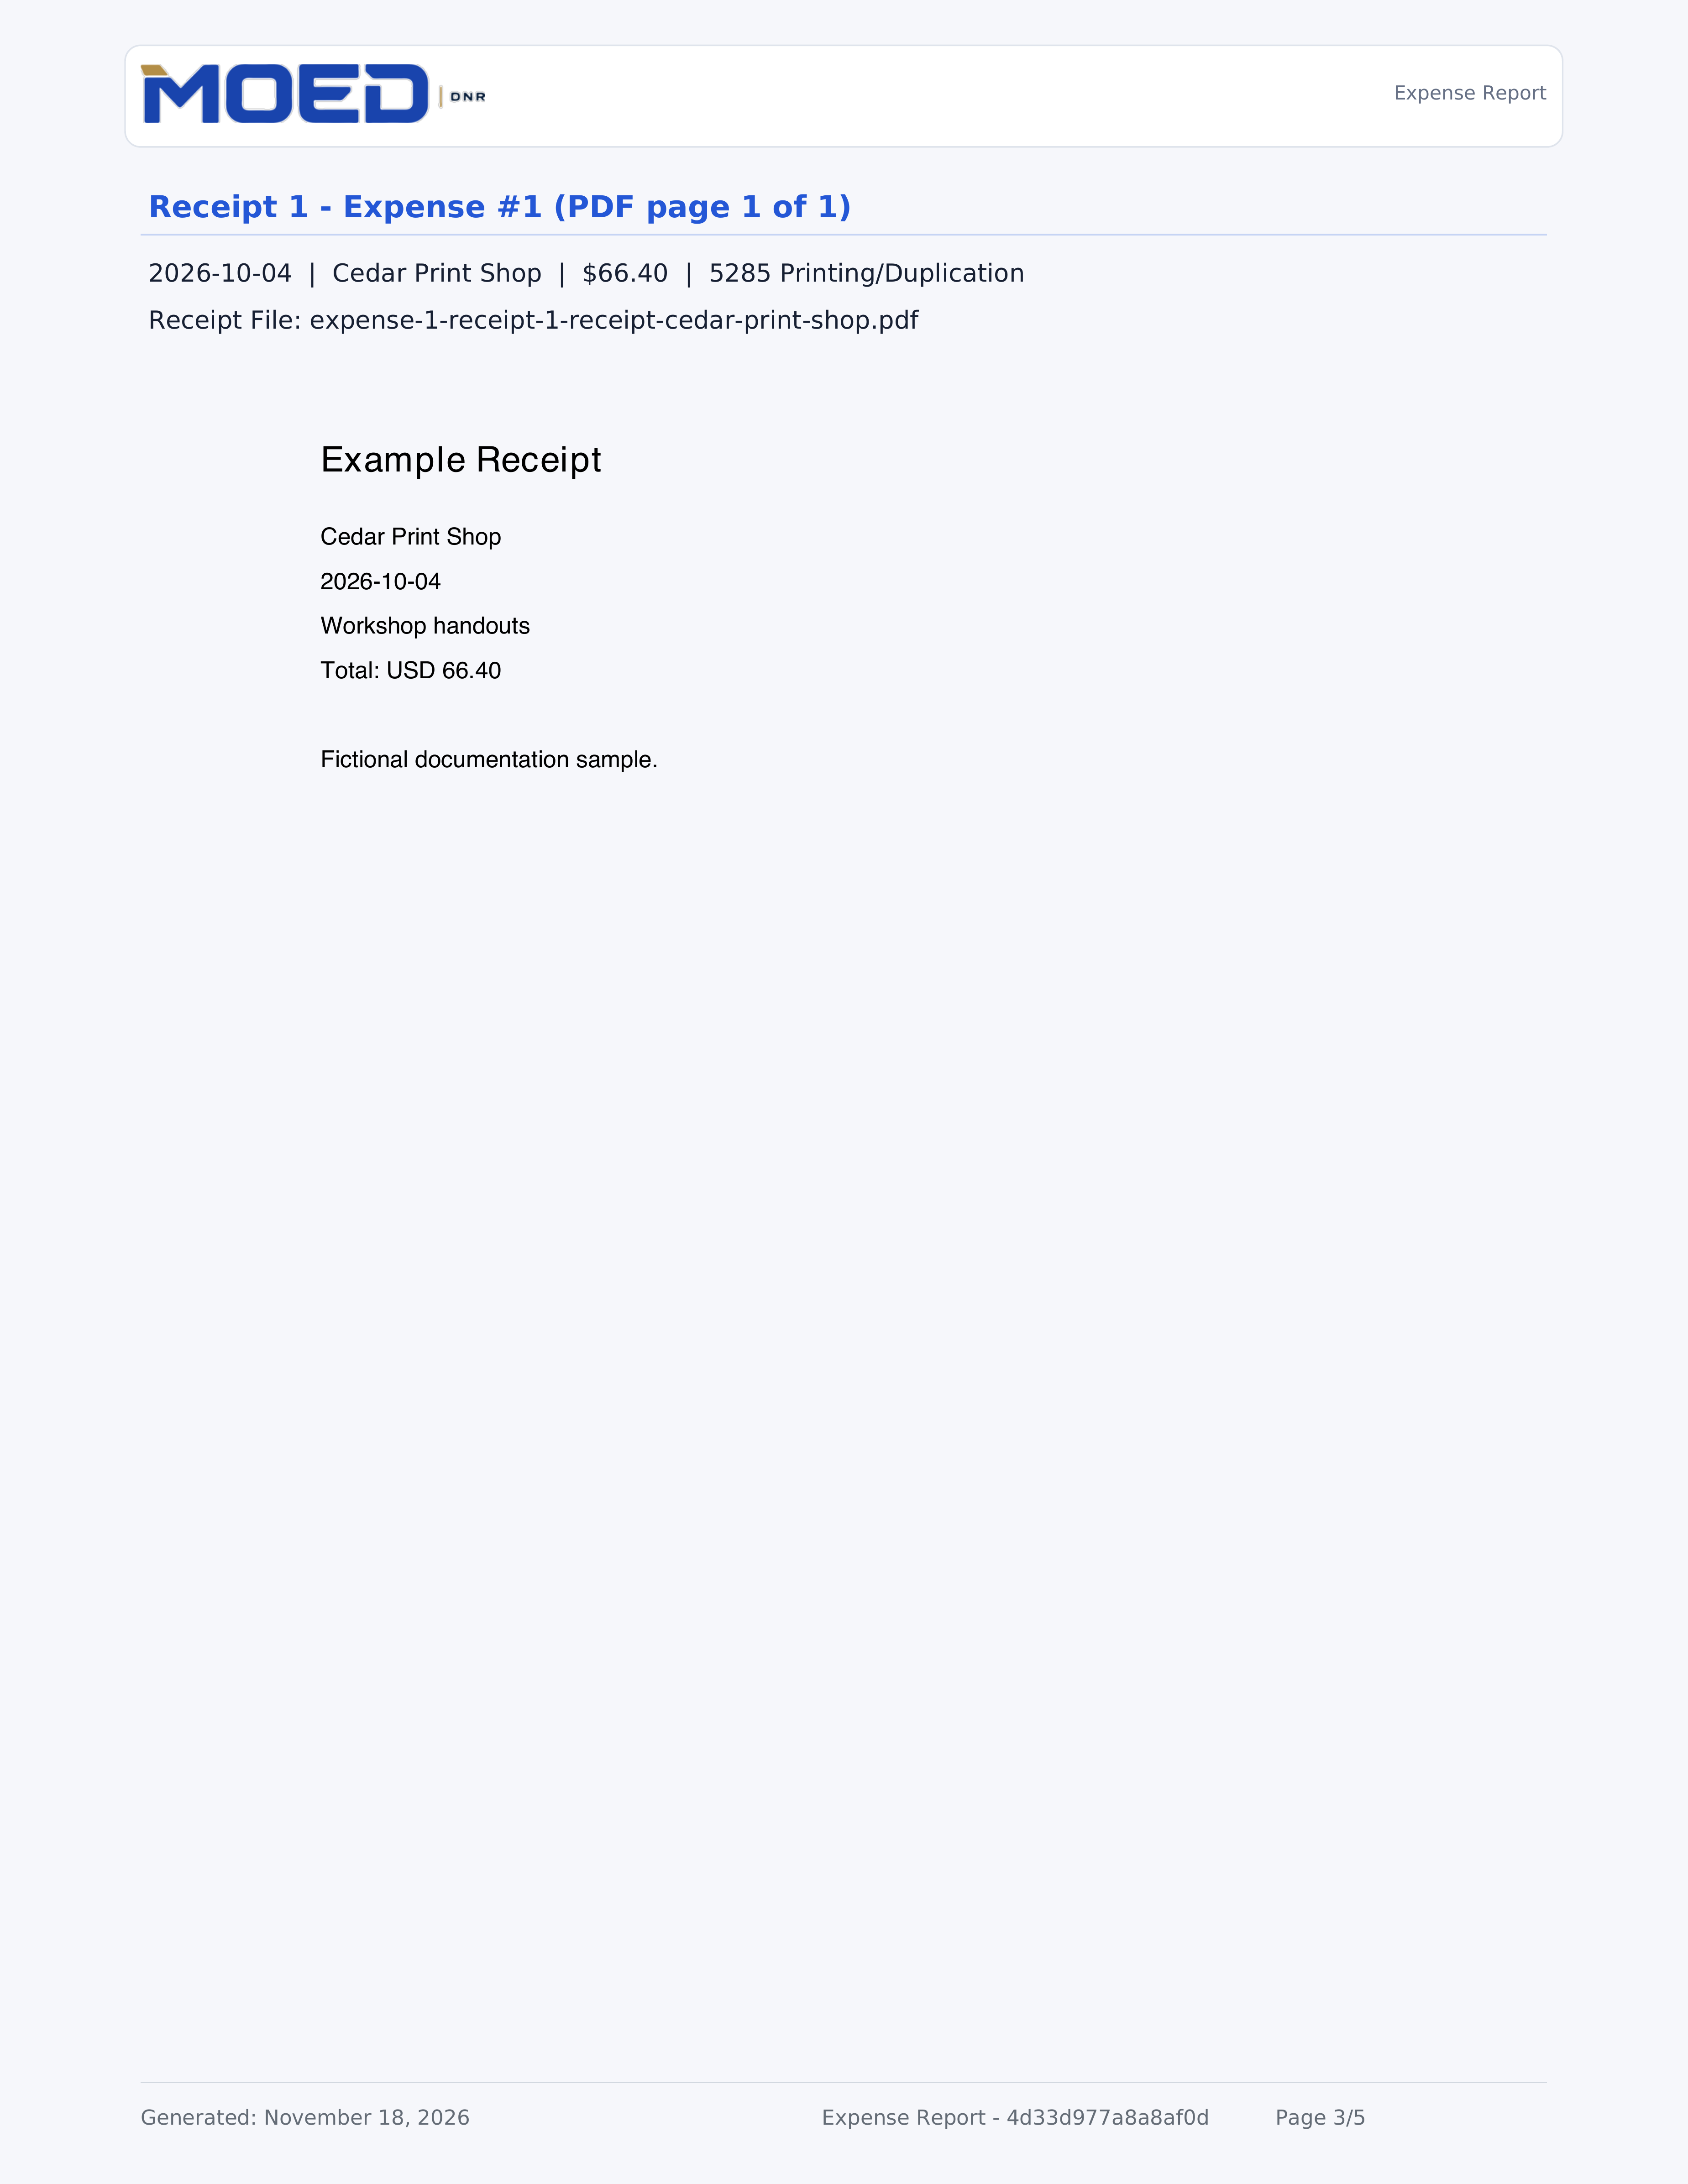 MOED | DNR
Expense Report
Receipt 1 - Expense #1 (PDF page 1 of 1)
2026-10-04 | Cedar Print Shop | $66.40 | 5285 Printing/Duplication
Receipt File: expense-1-receipt-1-receipt-cedar-print-shop.pdf
Example Receipt
Cedar Print Shop
2026-10-04
Workshop handouts
Total: USD 66.40
Fictional documentation sample.
Generated: November 18, 2026
Expense Report - 4d33d977a8a8af0d
Page 3/5